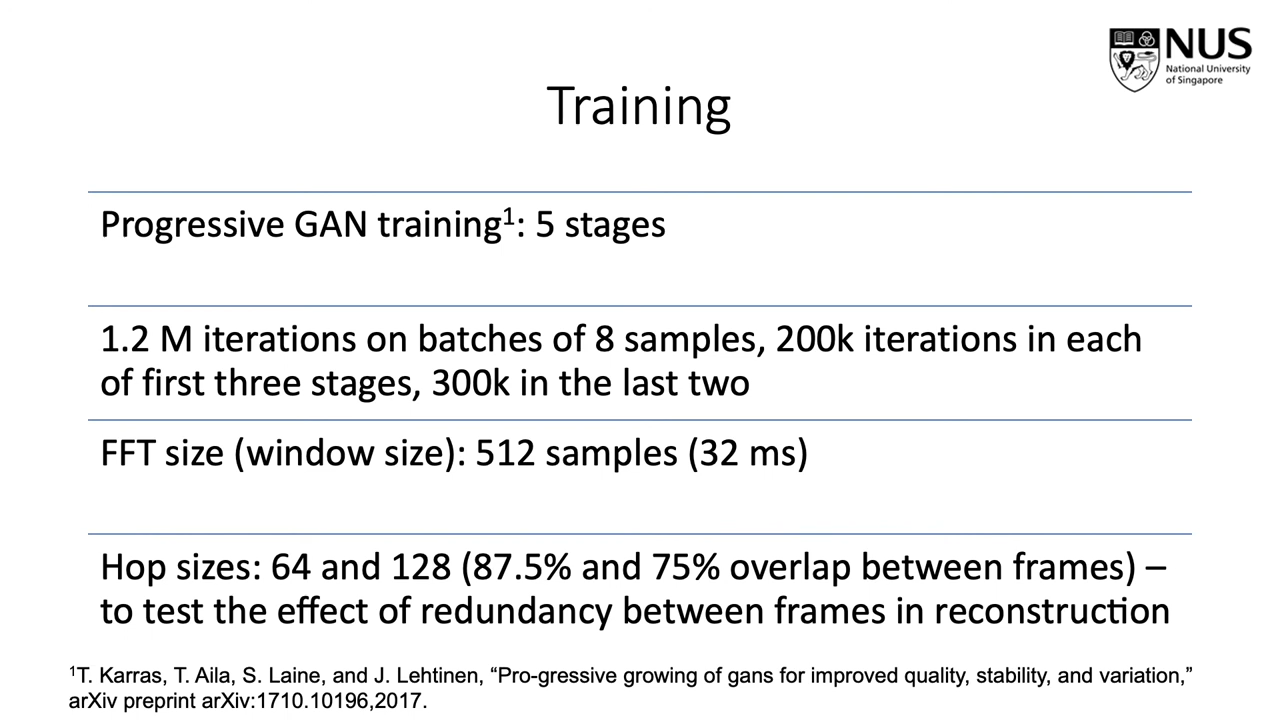 NUS
National University
of Singapore
Training
Progressive GAN training¹: 5 stages
1.2 M iterations on batches of 8 samples, 200k iterations in each
of first three stages, 300k in the last two
FFT size (window size): 512 samples (32 ms)
Hop sizes: 64 and 128 (87.5% and 75% overlap between frames) –
to test the effect of redundancy between frames in reconstruction
¹T. Karras, T. Aila, S. Laine, and J. Lehtinen, “Pro-gressive growing of gans for improved quality, stability, and variation,”
arXiv preprint arXiv:1710.10196,2017.